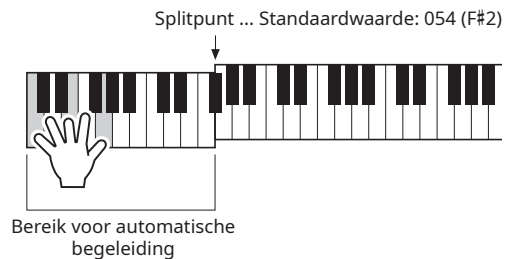 Splitpunt ... Standaardwaarde: 054 (F#2)
Bereik voor automatische
begeleiding